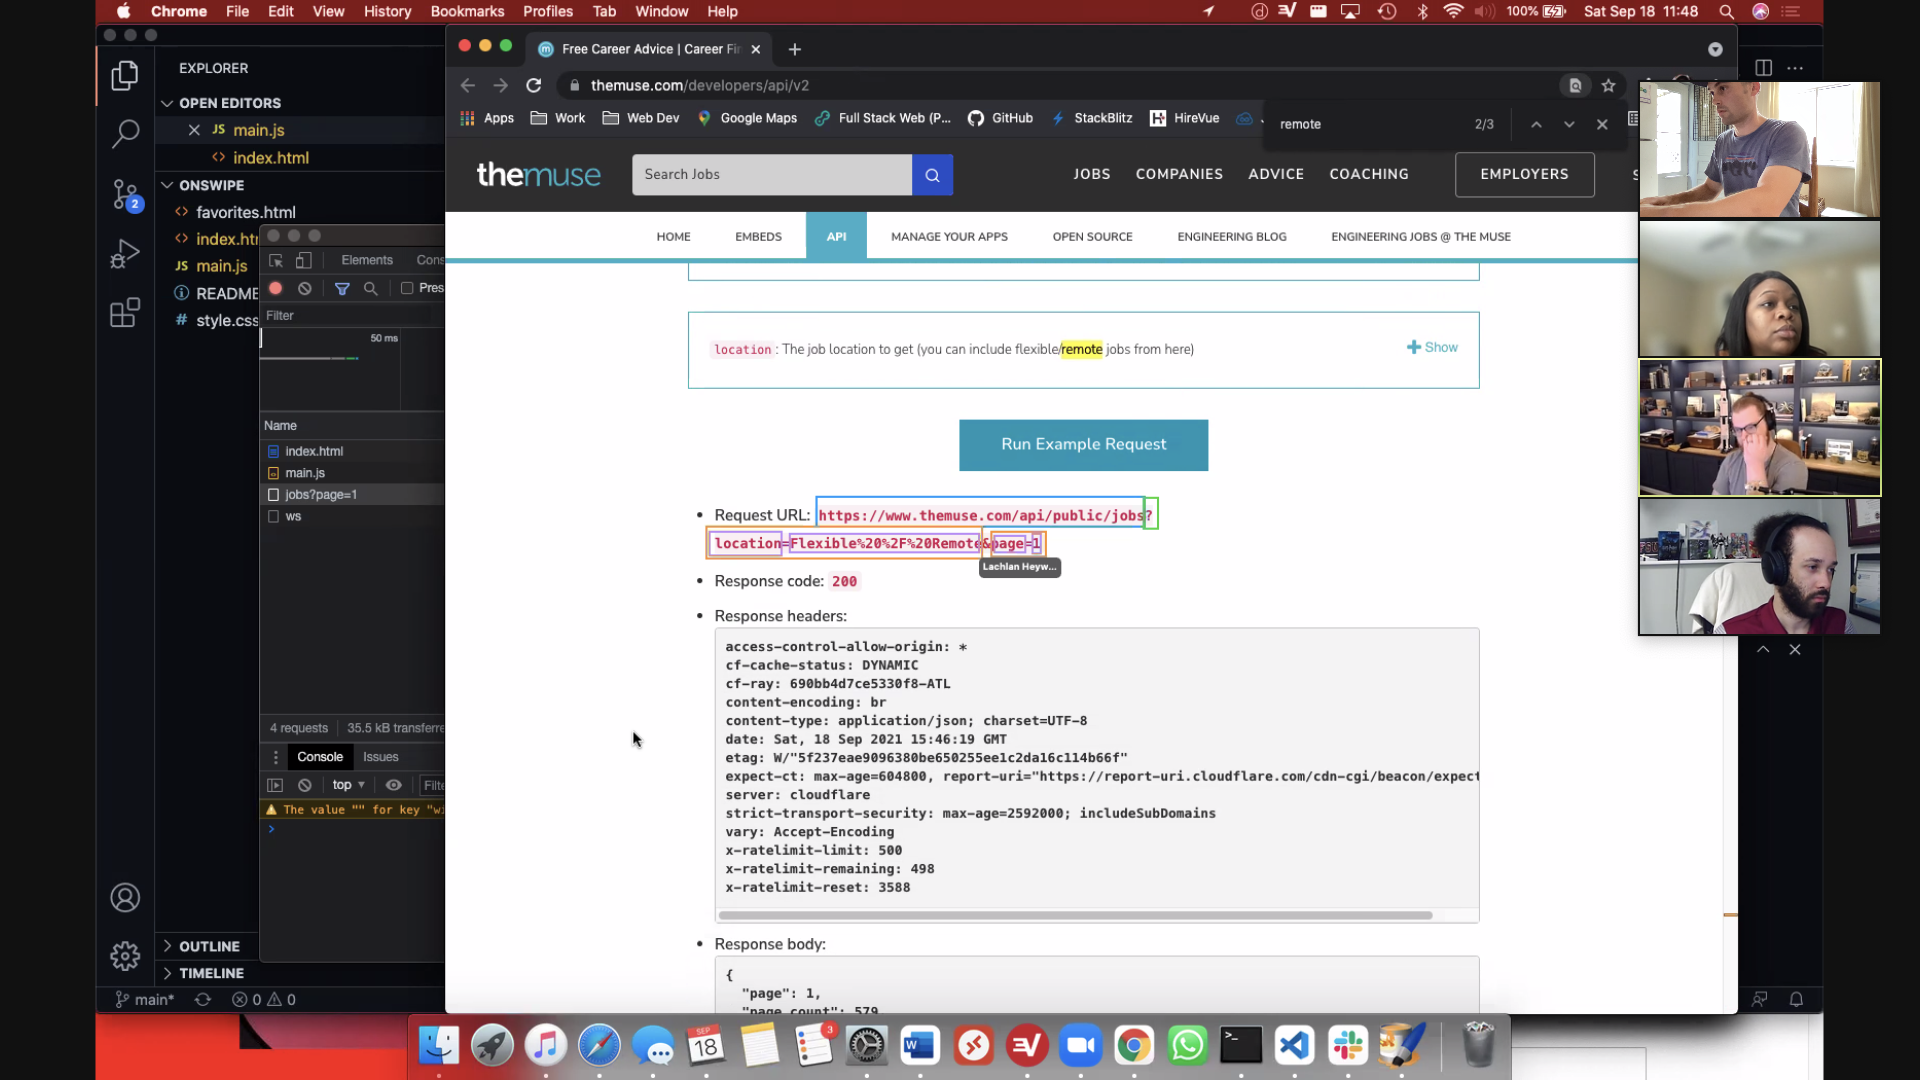 Chrome File Edit View History Bookmarks Profiles Tab Window Help
100% Sat Sep 18 11:48
EXPLORER
OPEN EDITORS
JS main.js
<> index.html
ONSWIPE
<> favorites.html
<> index.ht
JS main.js
README
# style.css
2
Elements Cons
Pres
Filter
50 ms
Name
index.html
main.js
jobs?page=1
ws
4 requests 35.5 kB transferre
Console Issues
top Filte
The value "" for key "wi
>
OUTLINE
TIMELINE
main* 0 0
Free Career Advice | Career Fi
themuse.com/developers/api/v2
Apps Work Web Dev Google Maps Full Stack Web (P... GitHub StackBlitz HireVue
remote 2/3
themuse
Search Jobs
JOBS COMPANIES ADVICE COACHING EMPLOYERS
HOME EMBEDS API MANAGE YOUR APPS OPEN SOURCE ENGINEERING BLOG ENGINEERING JOBS @ THE MUSE
location : The job location to get (you can include flexible/remote jobs from here)
Show
Run Example Request
Request URL: https://www.themuse.com/api/public/jobs?
location=Flexible%20%2F%20Remote&page=1
Lachlan Heyw...
Response code: 200
Response headers:
access-control-allow-origin: *
cf-cache-status: DYNAMIC
cf-ray: 690bb4d7ce5330f8-ATL
content-encoding: br
content-type: application/json; charset=UTF-8
date: Sat, 18 Sep 2021 15:46:19 GMT
etag: W/"5f237eae9096380be650255ee1c2da16c114b66f"
expect-ct: max-age=604800, report-uri="https://report-uri.cloudflare.com/cdn-cgi/beacon/expect
server: cloudflare
strict-transport-security: max-age=2592000; includeSubDomains
vary: Accept-Encoding
x-ratelimit-limit: 500
x-ratelimit-remaining: 498
x-ratelimit-reset: 3588
Response body:
{
"page": 1,
"page_count": 579
SEP
18
3